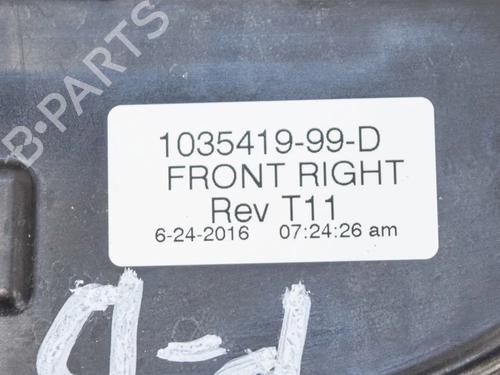 B-PARTS
1035419-99-D
FRONT RIGHT
Rev T11
6-24-2016 07:24:26 am